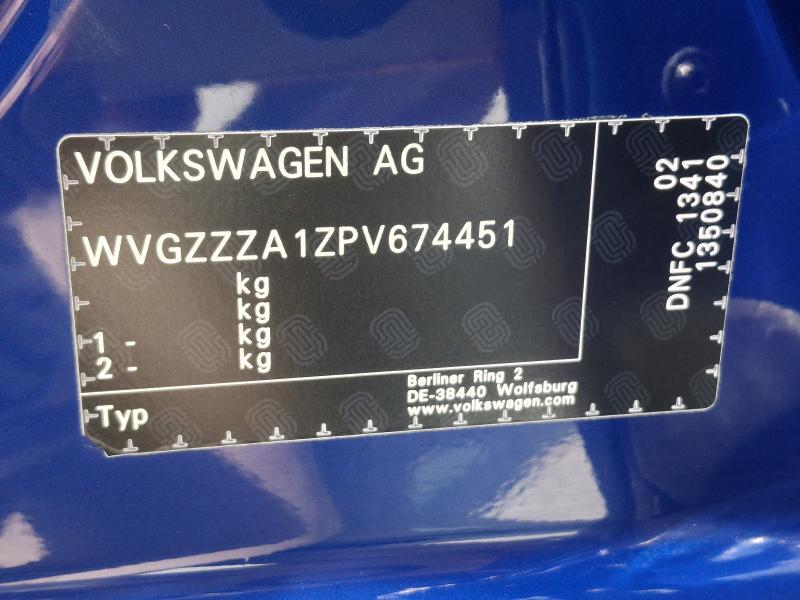 VOLKSWAGEN AG
WVGZZZA1ZPV674451
kg
kg
1 - kg
2 - kg
Typ
Berliner Ring 2
DE-38440 Wolfsburg
www.volkswagen.com
02
DNFC 1341
1350840